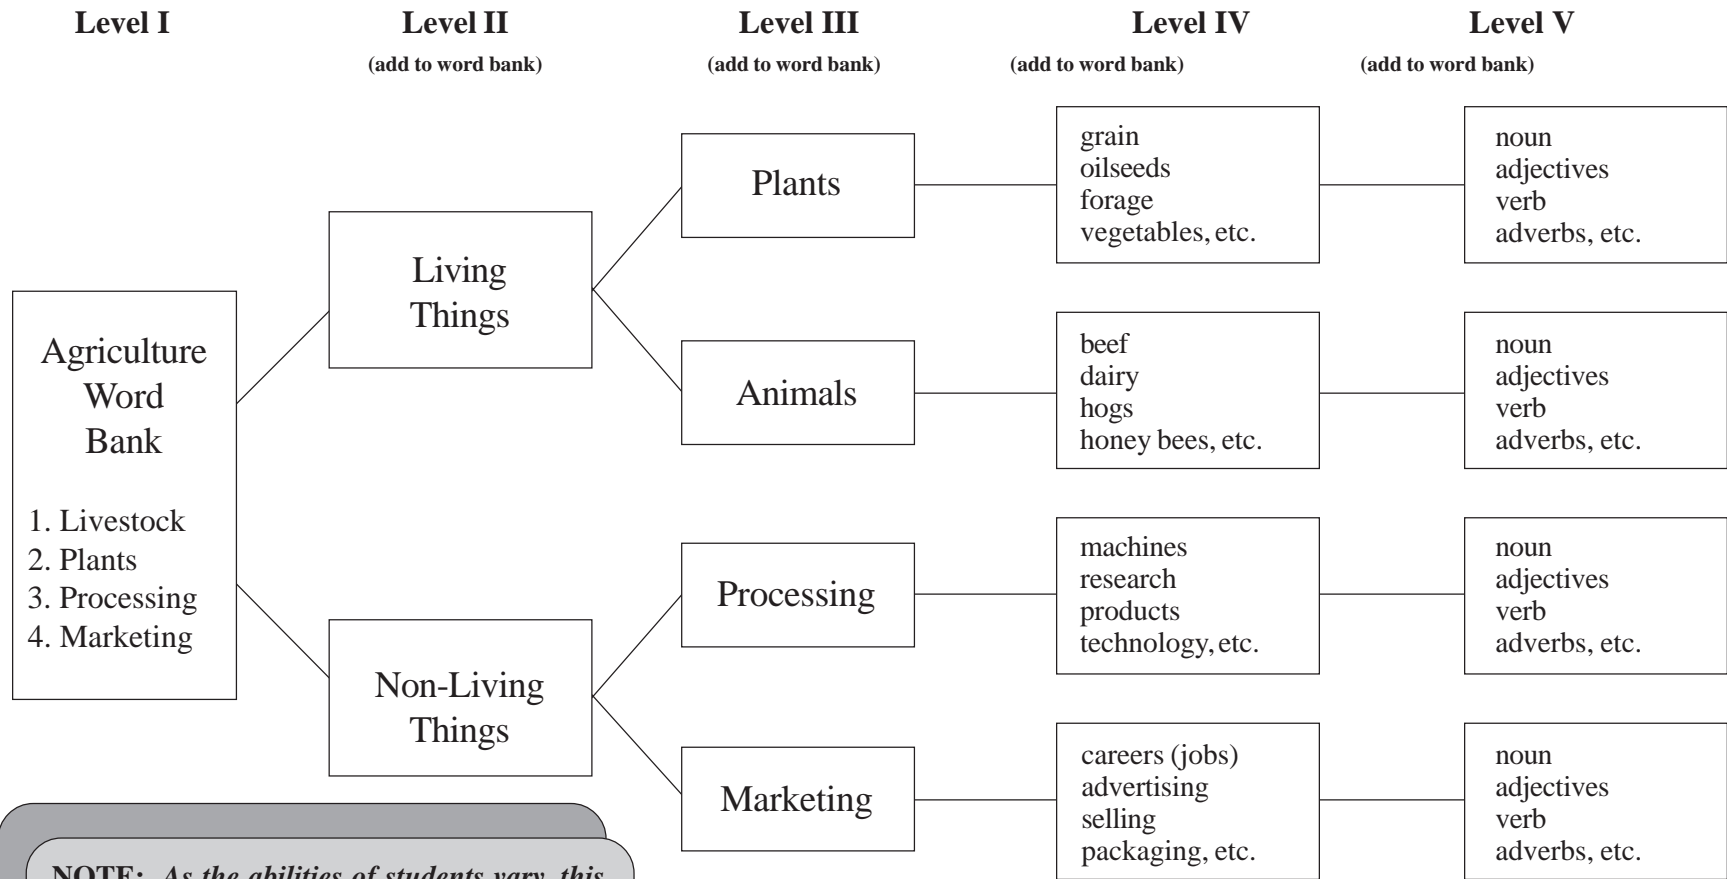 Level I
Level II
Level III
Level IV
Level V
(add to word bank)
(add to word bank)
(add to word bank)
(add to word bank)
Agriculture
Word
Bank
1. Livestock
2. Plants
3. Processing
4. Marketing
Living
Things
Non-Living
Things
Plants
Animals
Processing
Marketing
grain
oilseeds
forage
vegetables, etc.
beef
dairy
hogs
honey bees, etc.
machines
research
products
technology, etc.
careers (jobs)
advertising
selling
packaging, etc.
noun
adjectives
verb
adverbs, etc.
noun
adjectives
verb
adverbs, etc.
noun
adjectives
verb
adverbs, etc.
noun
adjectives
verb
adverbs, etc.
NOTE: As the abilities of students vary, this